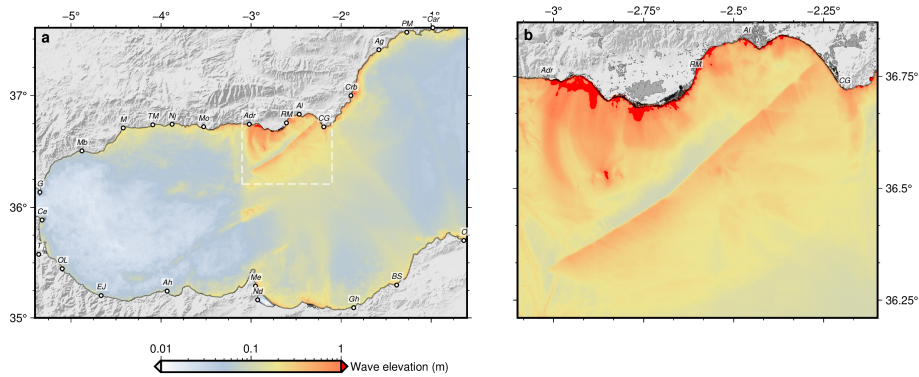 −5° −4° −3° −2° −1°
a
PM Car
Ag
37°
Crb
M TM Nj Mo Adr RM Al CG
Mb
G
36°
Ce
O
T
OL
EJ Ah Me Nd Gh BS
35°
0.01 0.1 1
Wave elevation (m)
−3° −2.75° −2.5° −2.25°
b
Al
RM
Adr CG 36.75°
36.5°
36.25°